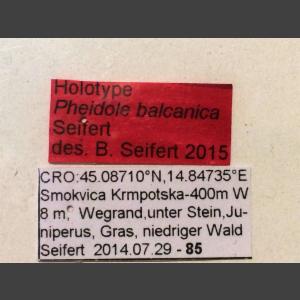 Holotype
Pheidole balcanica
Seifert
des. B. Seifert 2015
CRO:45.08710°N,14.84735°E
Smokvica Krmpotska-400m W
8 m, Wegrand,unter Stein,Ju-
niperus, Gras, niedriger Wald
Seifert 2014.07.29 - 85